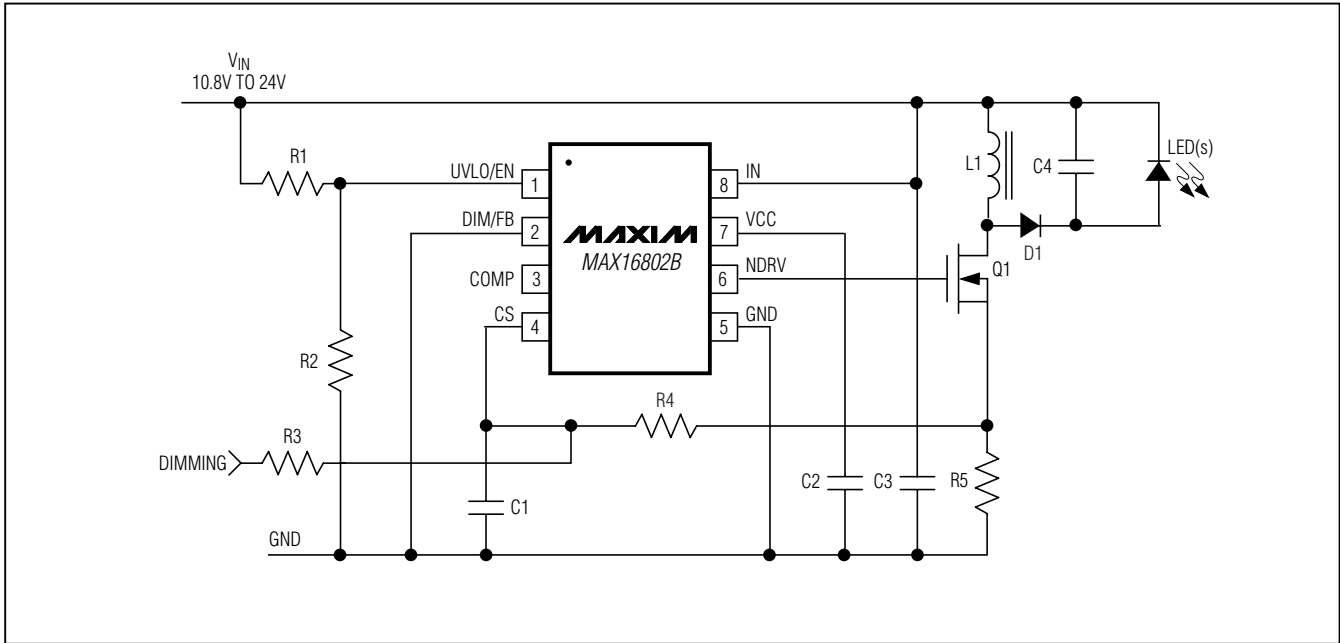 VIN
10.8V TO 24V
R1
R2
R3
DIMMING
GND
UVLO/EN
DIM/FB
COMP
CS
1
2
3
4
MAXIM
MAX16802B
8
7
6
5
IN
VCC
NDRV
GND
L1
C4
LED(s)
D1
Q1
R4
C1
C2
C3
R5